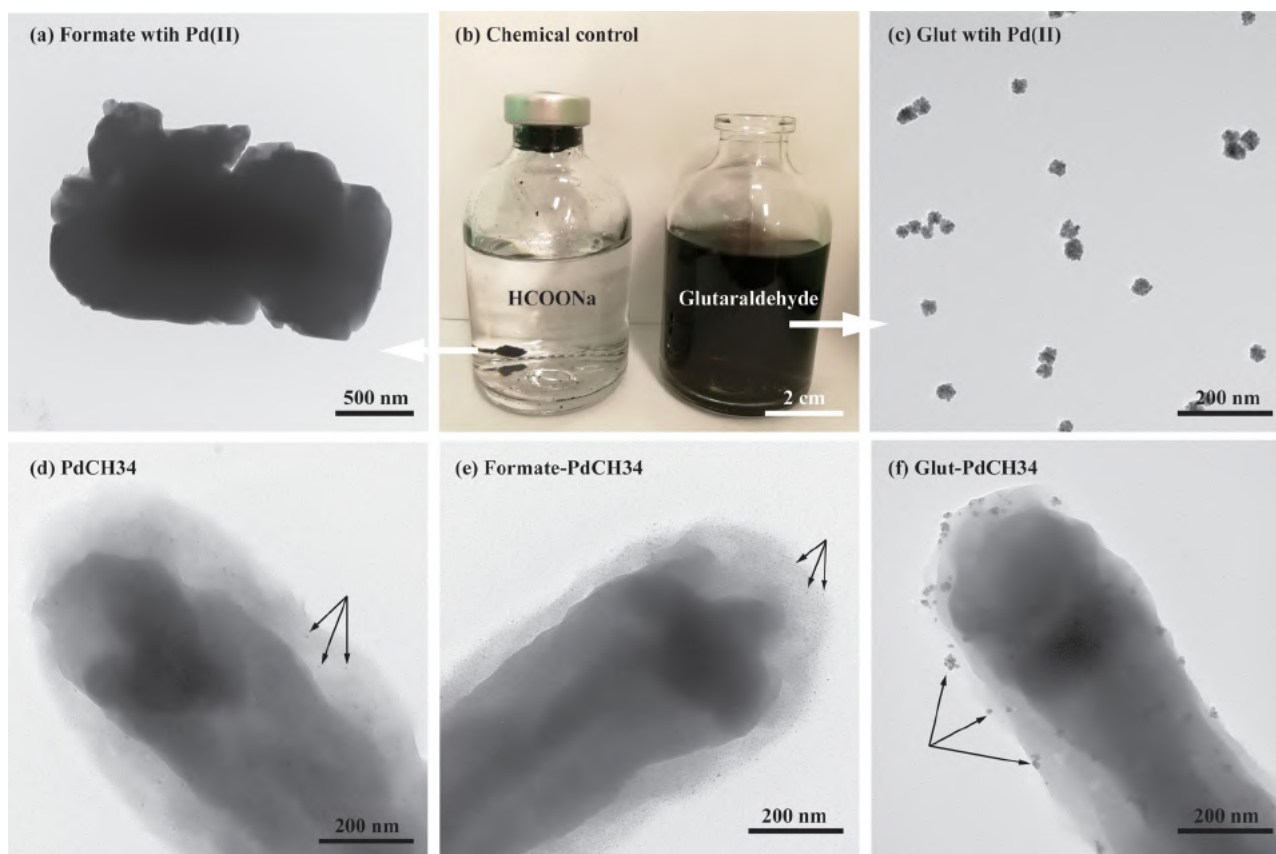 (a) Formate wtih Pd(II)
500 nm
(b) Chemical control
HCOONa
Glutaraldehyde
2 cm
(c) Glut wtih Pd(II)
200 nm
(d) PdCH34
200 nm
(e) Formate-PdCH34
200 nm
(f) Glut-PdCH34
200 nm